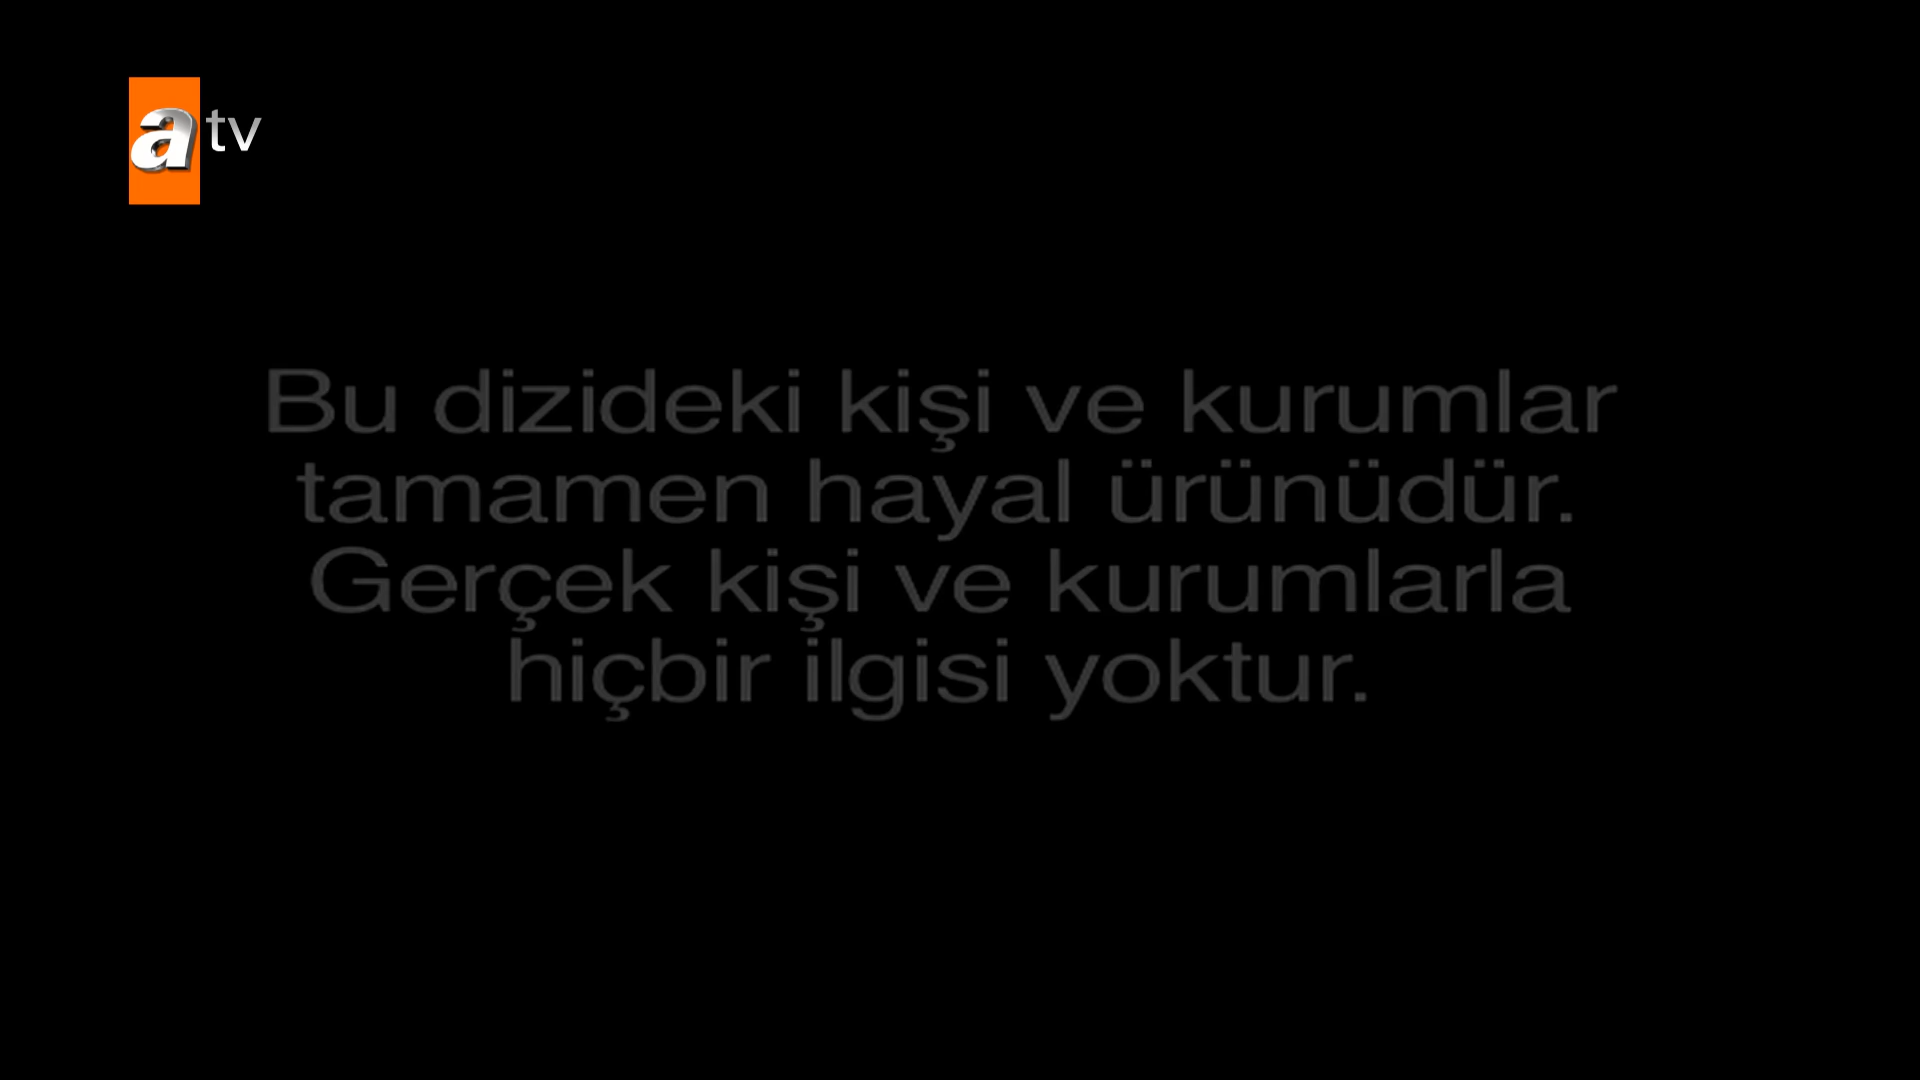 atv
Bu dizideki kişi ve kurumlar
tamamen hayal ürünüdür.
Gerçek kişi ve kurumlarla
hiçbir ilgisi yoktur.